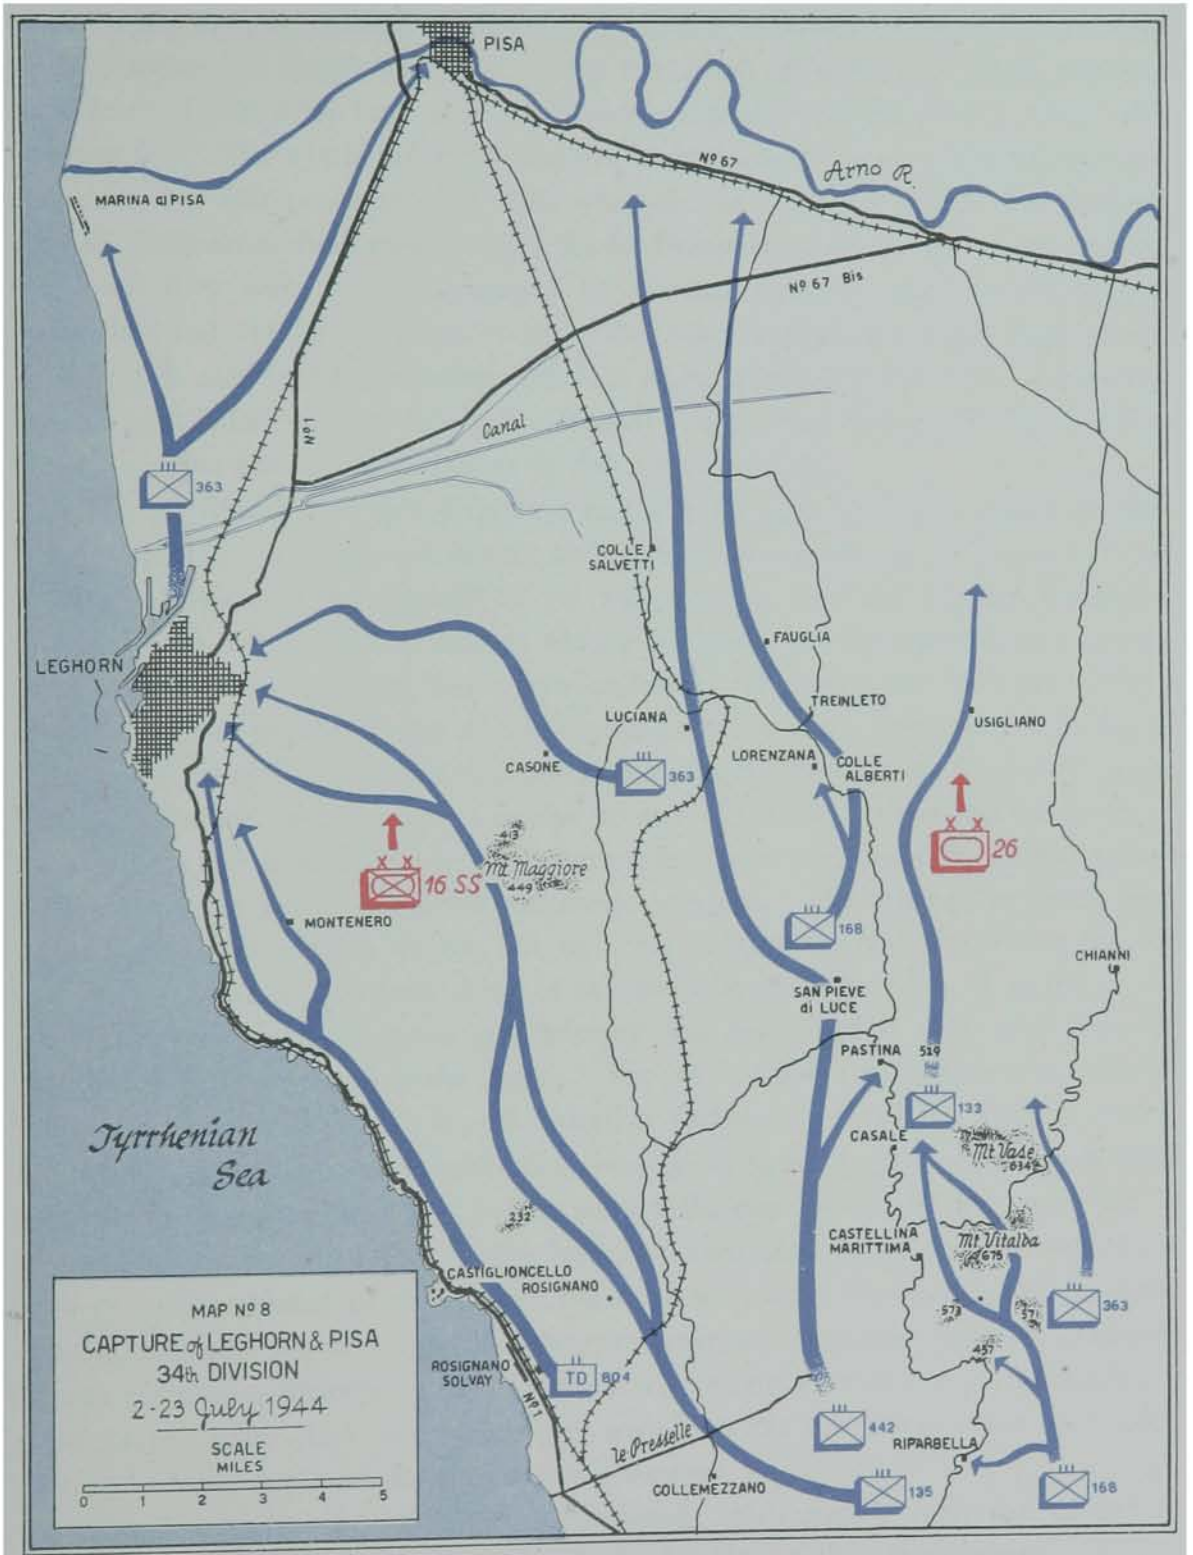 PISA
Nº 67
Arno R.
MARINA di PISA
Nº 67 Bis
Nº 1
Canal
363
COLLE
SALVETTI
FAUGLIA
LEGHORN
TREINLETO
LUCIANA
USIGLIANO
LORENZANA
COLLE
ALBERTI
CASONE
363
413
Mt. Maggiore
449
16 SS
26
MONTENERO
168
CHIANNI
SAN PIEVE
di LUCE
PASTINA
519
133
CASALE
Mt. Vase
634
Tyrrhenian
Sea
232
CASTELLINA
MARITTIMA
Mt. Vitalba
675
CASTIGLIONCELLO
ROSIGNANO
573
571
363
457
ROSIGNANO
SOLVAY
TD
804
Nº 1
442
le Presselle
RIPARBELLA
COLLEMEZZANO
135
168
MAP Nº 8
CAPTURE of LEGHORN & PISA
34th DIVISION
2-23 July 1944
SCALE
MILES
0 1 2 3 4 5